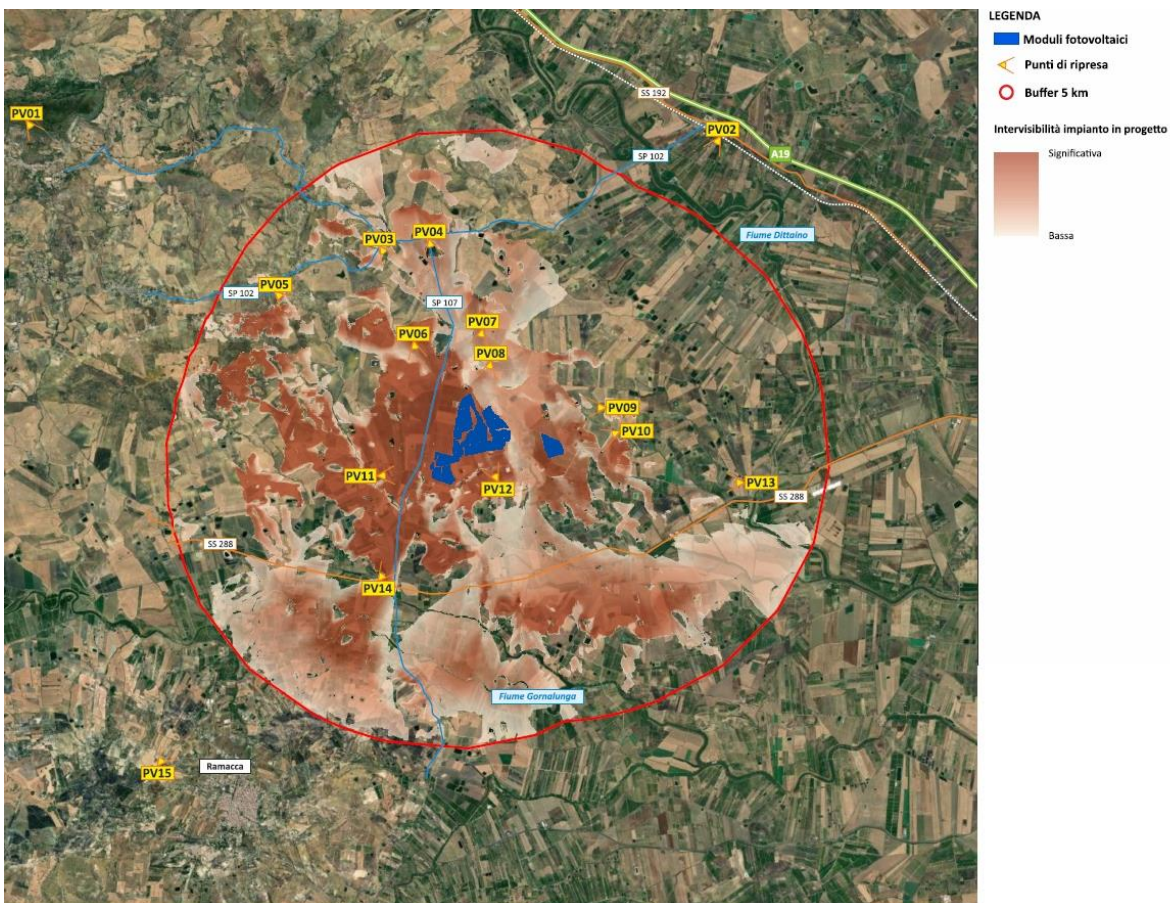 LEGENDA
Moduli fotovoltaici
Punti di ripresa
Buffer 5 km
Intervisibilità impianto in progetto
Significativa
Bassa
SS 192
PV01
PV02
A19
SP 102
PV04
PV03
Fiume Dittaino
PV05
SP 102
SP 107
PV07
PV06
PV08
PV09
PV10
PV11
PV12
PV13
SS 288
SS 288
PV14
Fiume Gornalunga
Ramacca
PV15